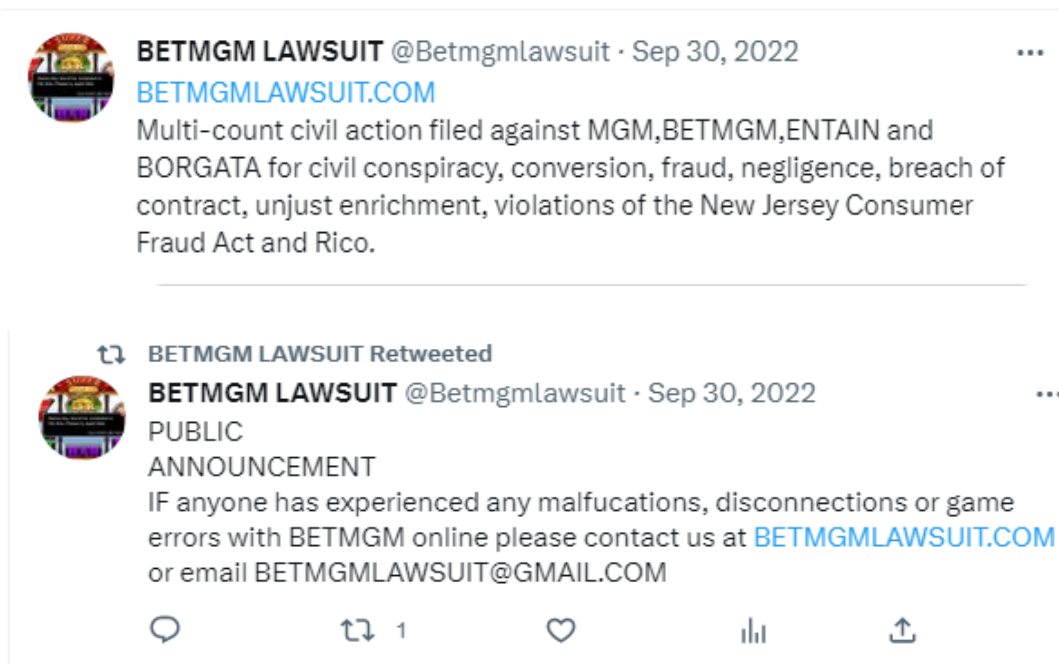 BETMGM LAWSUIT @Betmgmlawsuit · Sep 30, 2022
BETMGMLAWSUIT.COM
Multi-count civil action filed against MGM,BETMGM,ENTAIN and
BORGATA for civil conspiracy, conversion, fraud, negligence, breach of
contract, unjust enrichment, violations of the New Jersey Consumer
Fraud Act and Rico.
BETMGM LAWSUIT Retweeted
BETMGM LAWSUIT @Betmgmlawsuit · Sep 30, 2022
PUBLIC
ANNOUNCEMENT
IF anyone has experienced any malfucations, disconnections or game
errors with BETMGM online please contact us at BETMGMLAWSUIT.COM
or email BETMGMLAWSUIT@GMAIL.COM
1